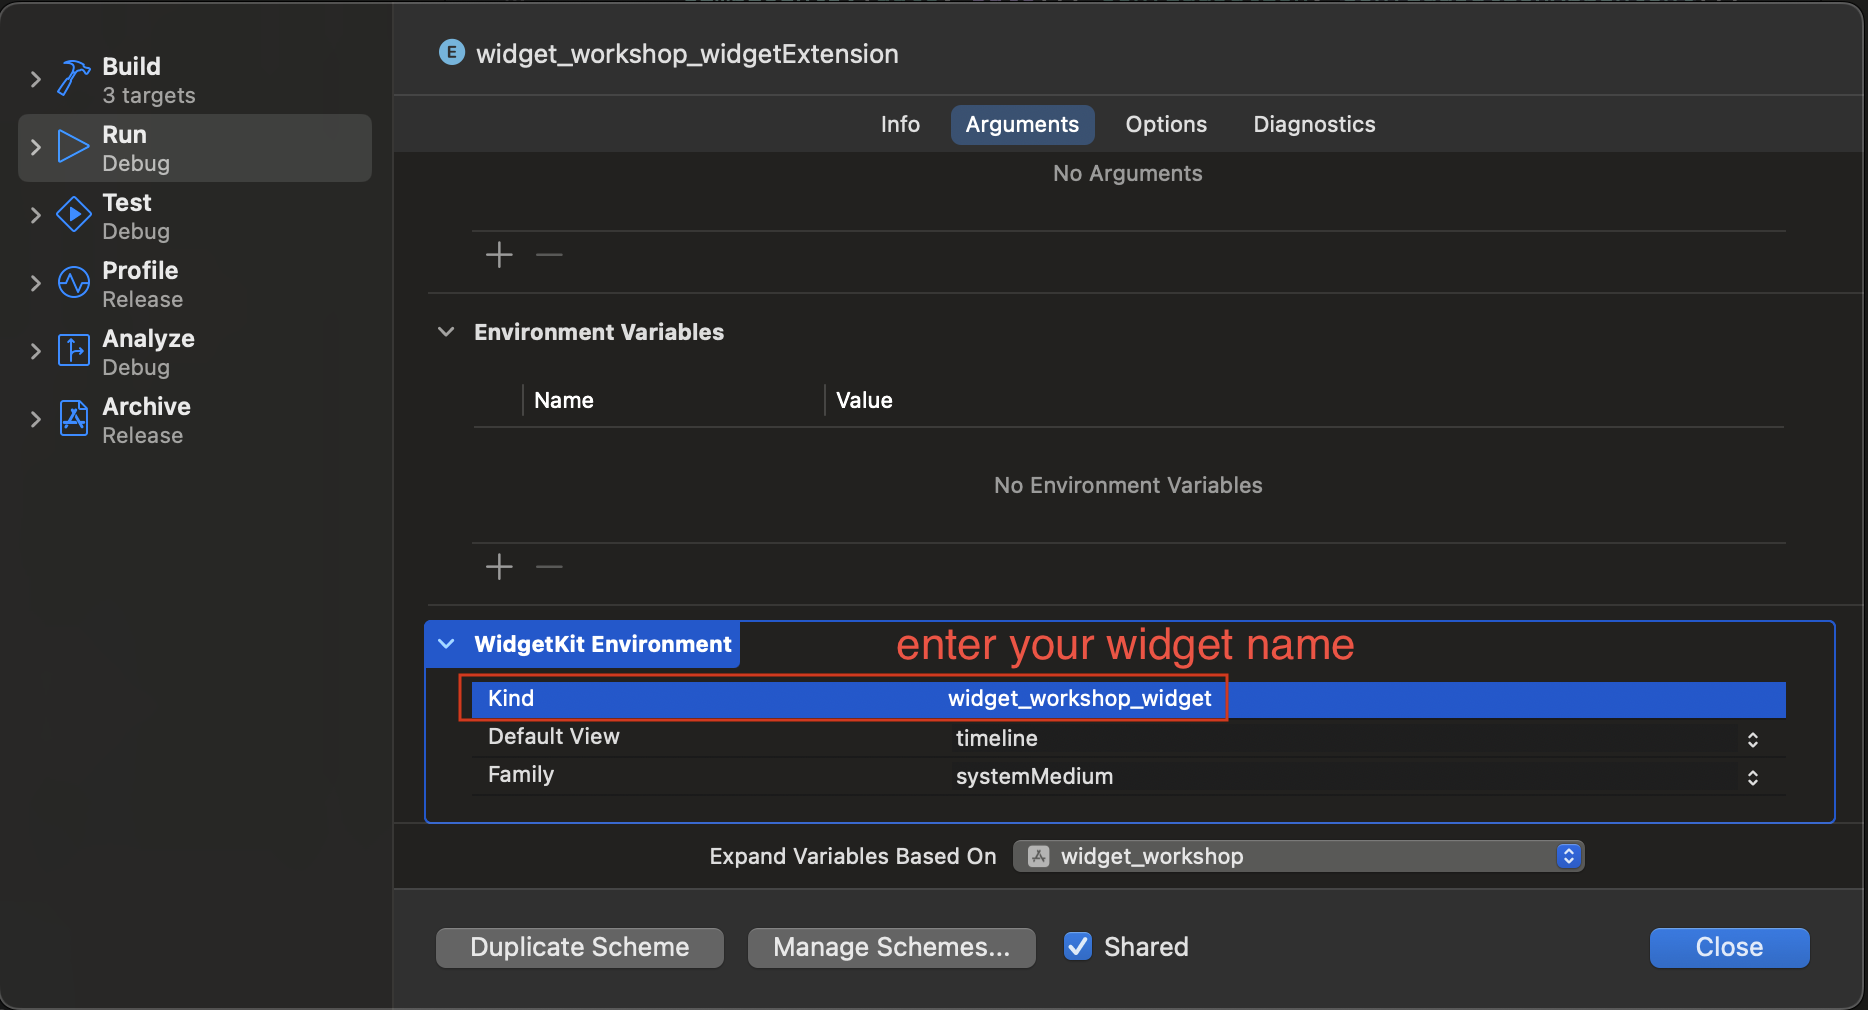 Build
3 targets
Run
Debug
Test
Debug
Profile
Release
Analyze
Debug
Archive
Release
E widget_workshop_widgetExtension
Info Arguments Options Diagnostics
No Arguments
Environment Variables
Name Value
No Environment Variables
WidgetKit Environment
enter your widget name
Kind widget_workshop_widget
Default View timeline
Family systemMedium
Expand Variables Based On widget_workshop
Duplicate Scheme Manage Schemes... Shared Close